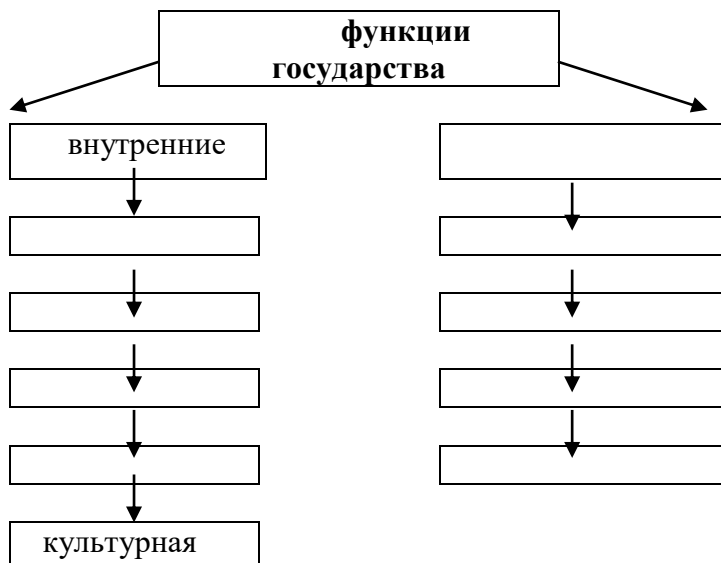 функции
государства
внутренние
культурная